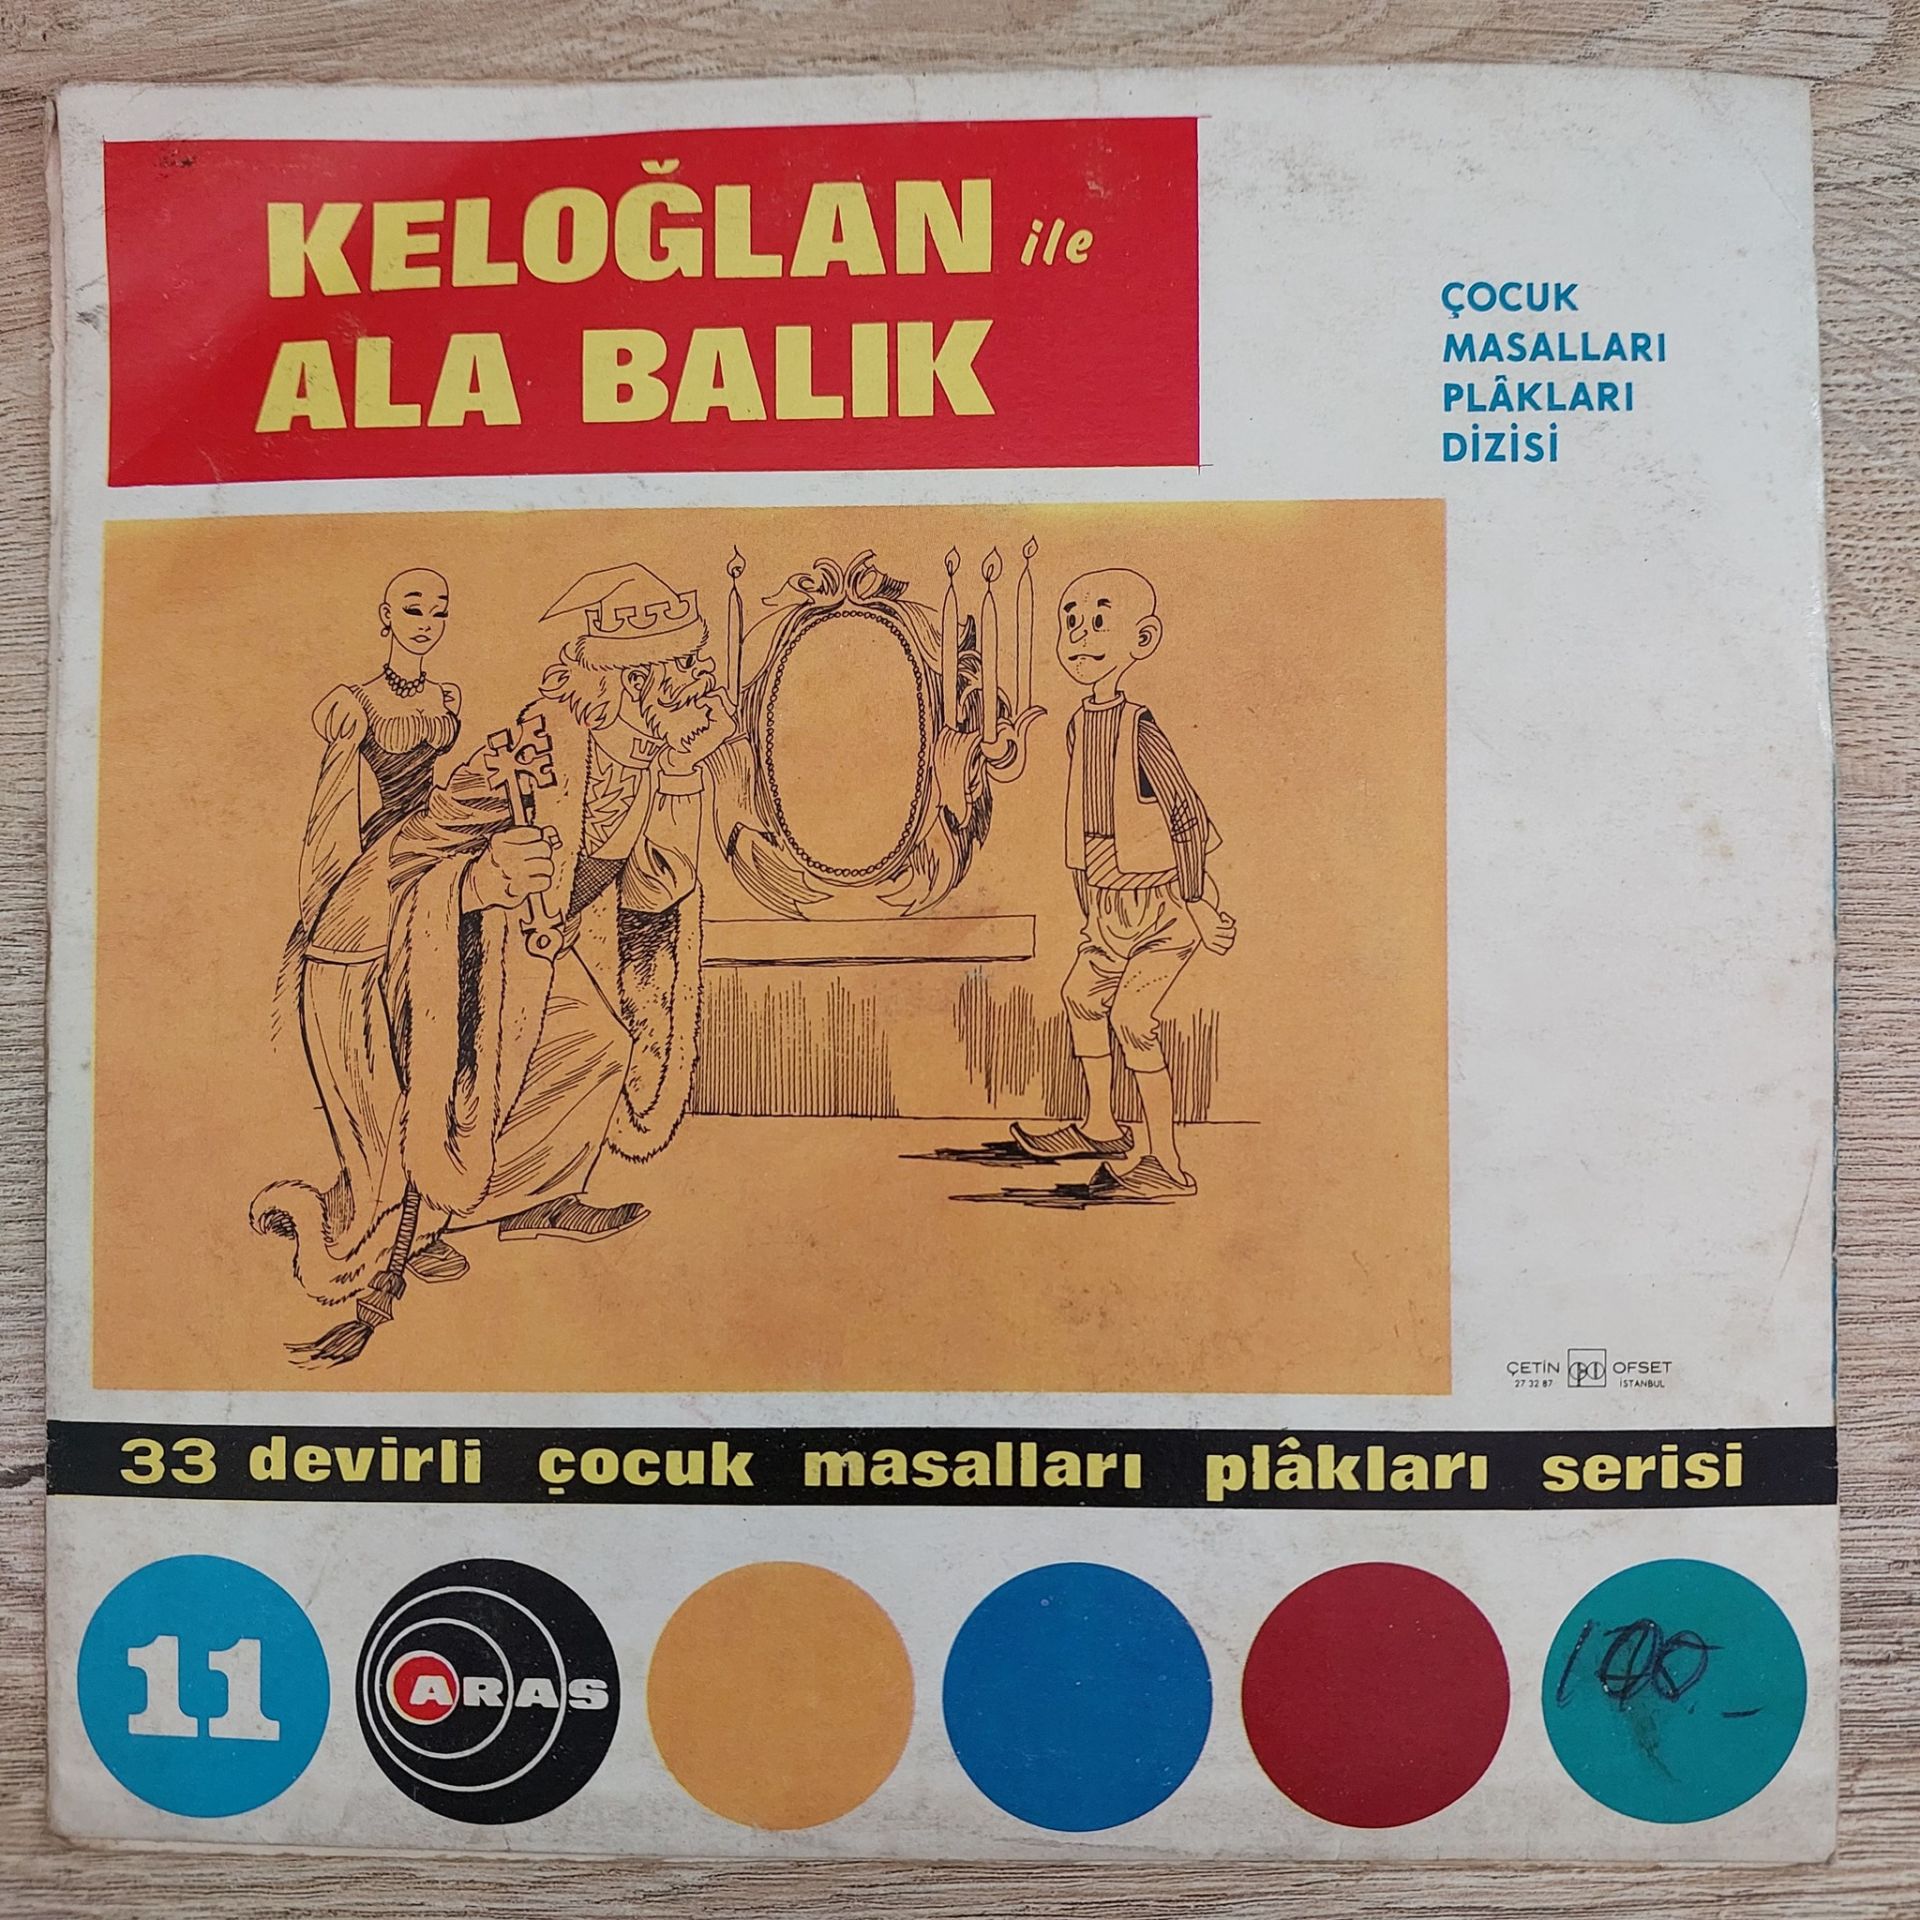 KELOĞLAN ile
ALA BALIK
ÇOCUK
MASALLARI
PLÂKLARI
DİZİSİ
ÇETİN OFSET
27 32 87 İSTANBUL
33 devirli çocuk masalları plâkları serisi
11
ARAS